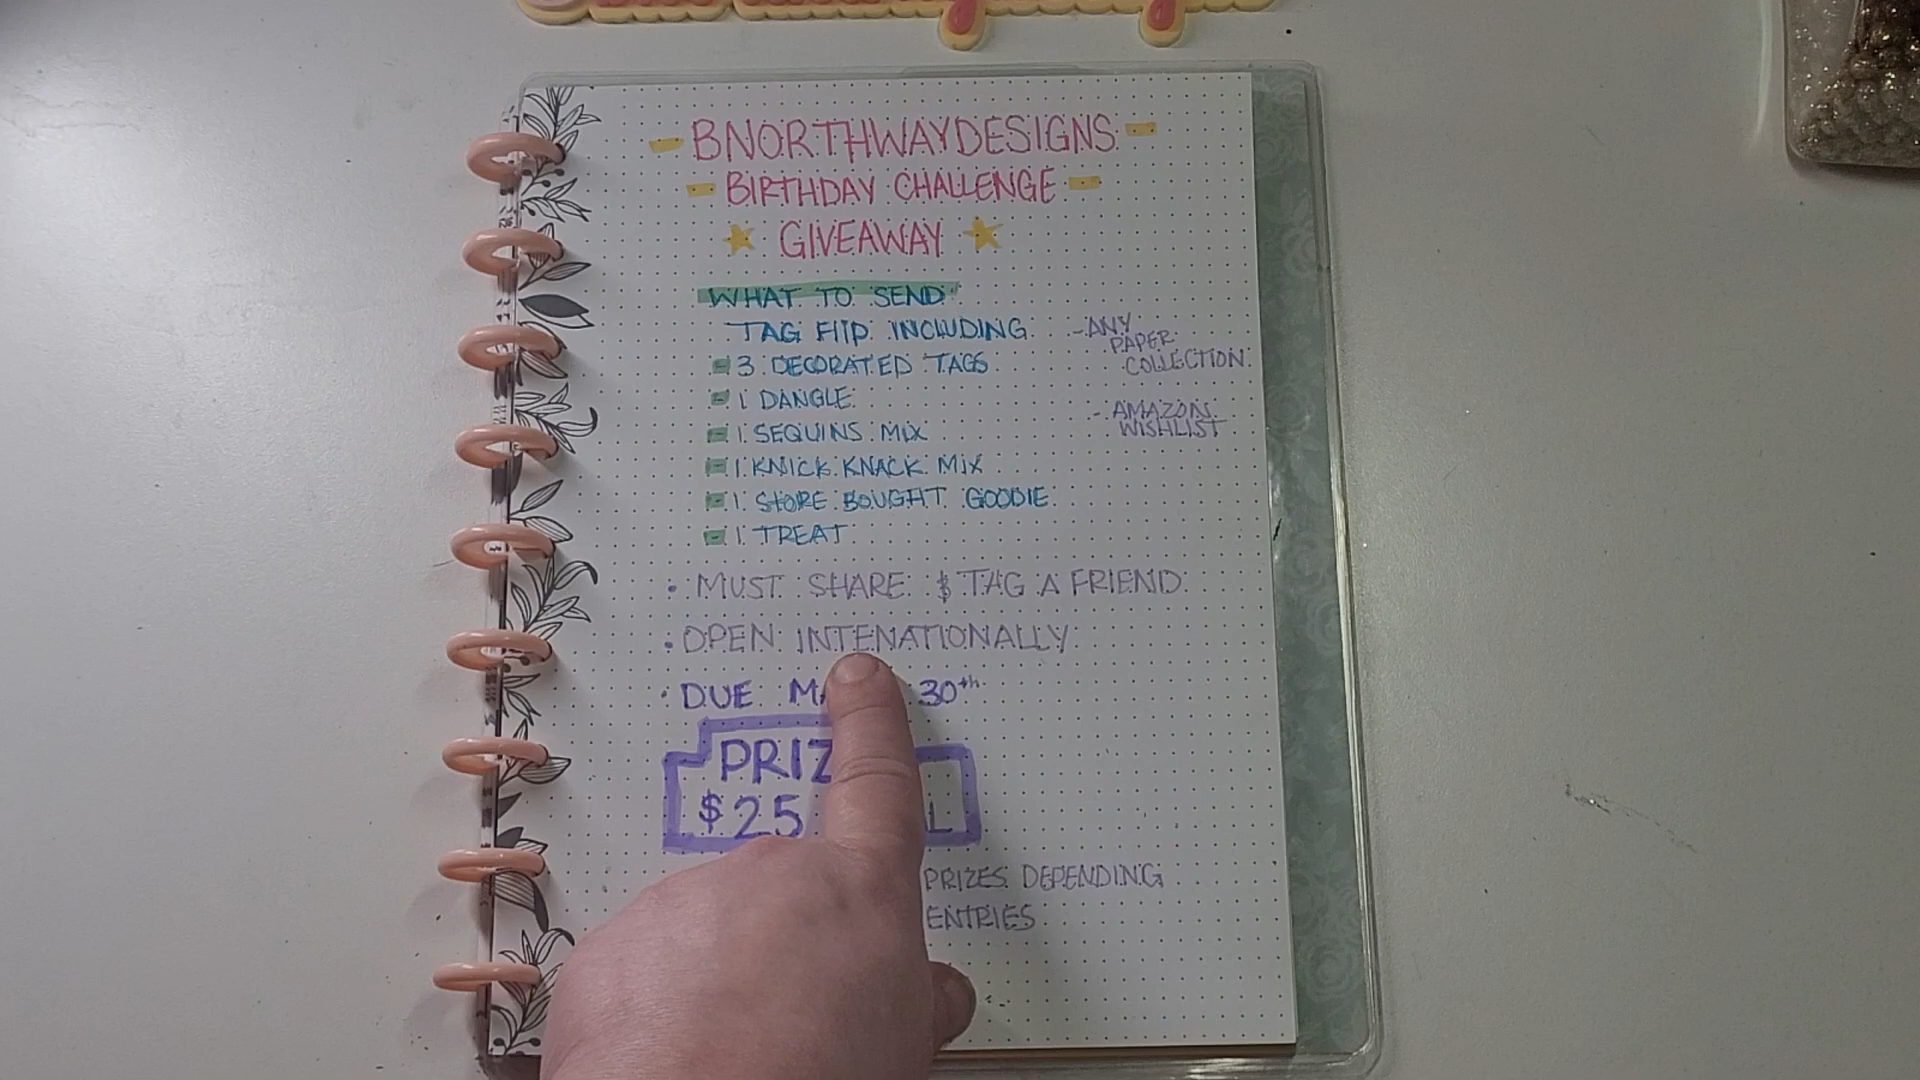 BNORTHWAYDESIGNS
BIRTHDAY CHALLENGE
GIVEAWAY
WHAT TO SEND
TAG FLIP INCLUDING
3 DECORATED TAGS
1 DANGLE
1 SEQUINS MIX
1 KNICK KNACK MIX
1 STORE BOUGHT GOODIE
1 TREAT
- ANY
PAPER
COLLECTION
- AMAZON
WISHLIST
• MUST SHARE & TAG A FRIEND
• OPEN INTENATIONALLY
• DUE 30th
$25
PRIZES DEPENDING
ENTRIES